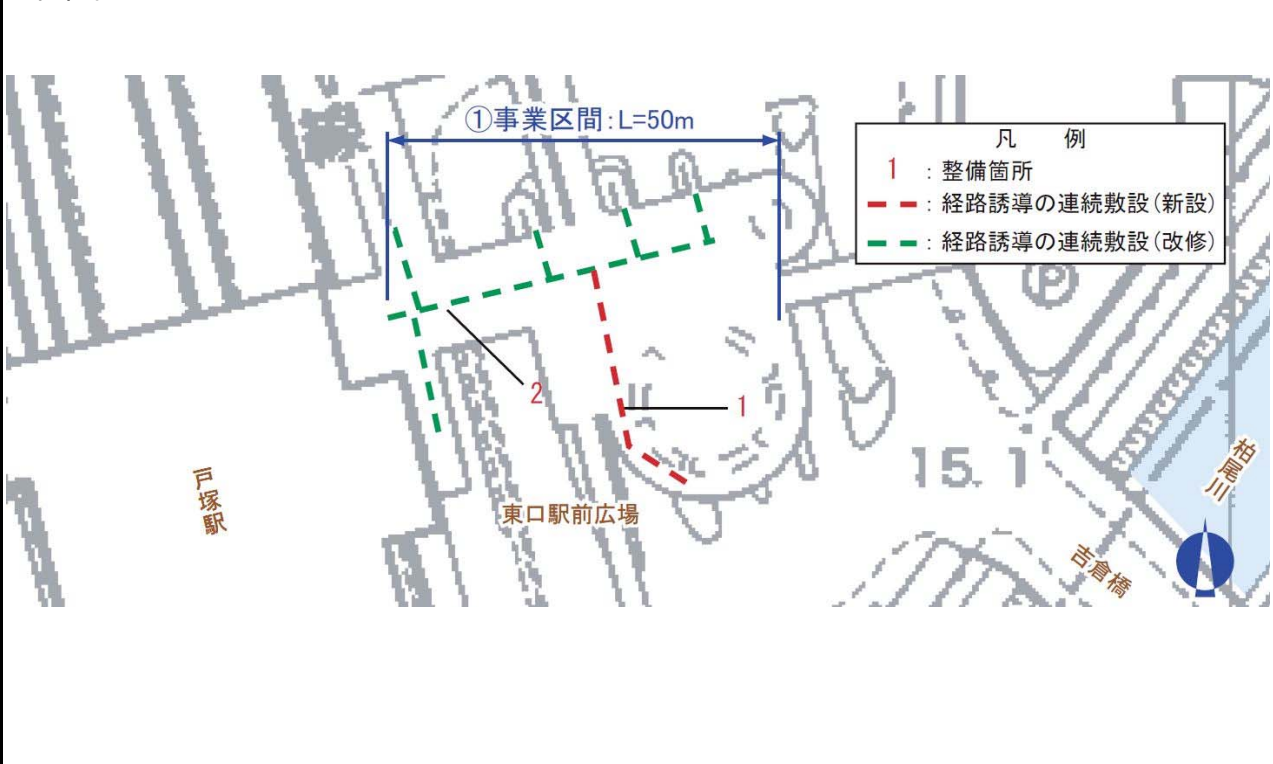 ①事業区間:L=50m
凡 例
1 : 整備箇所
: 経路誘導の連続敷設(新設)
: 経路誘導の連続敷設(改修)
P
2
1
15.1
戸塚駅
東口駅前広場
柏尾川
吉倉橋